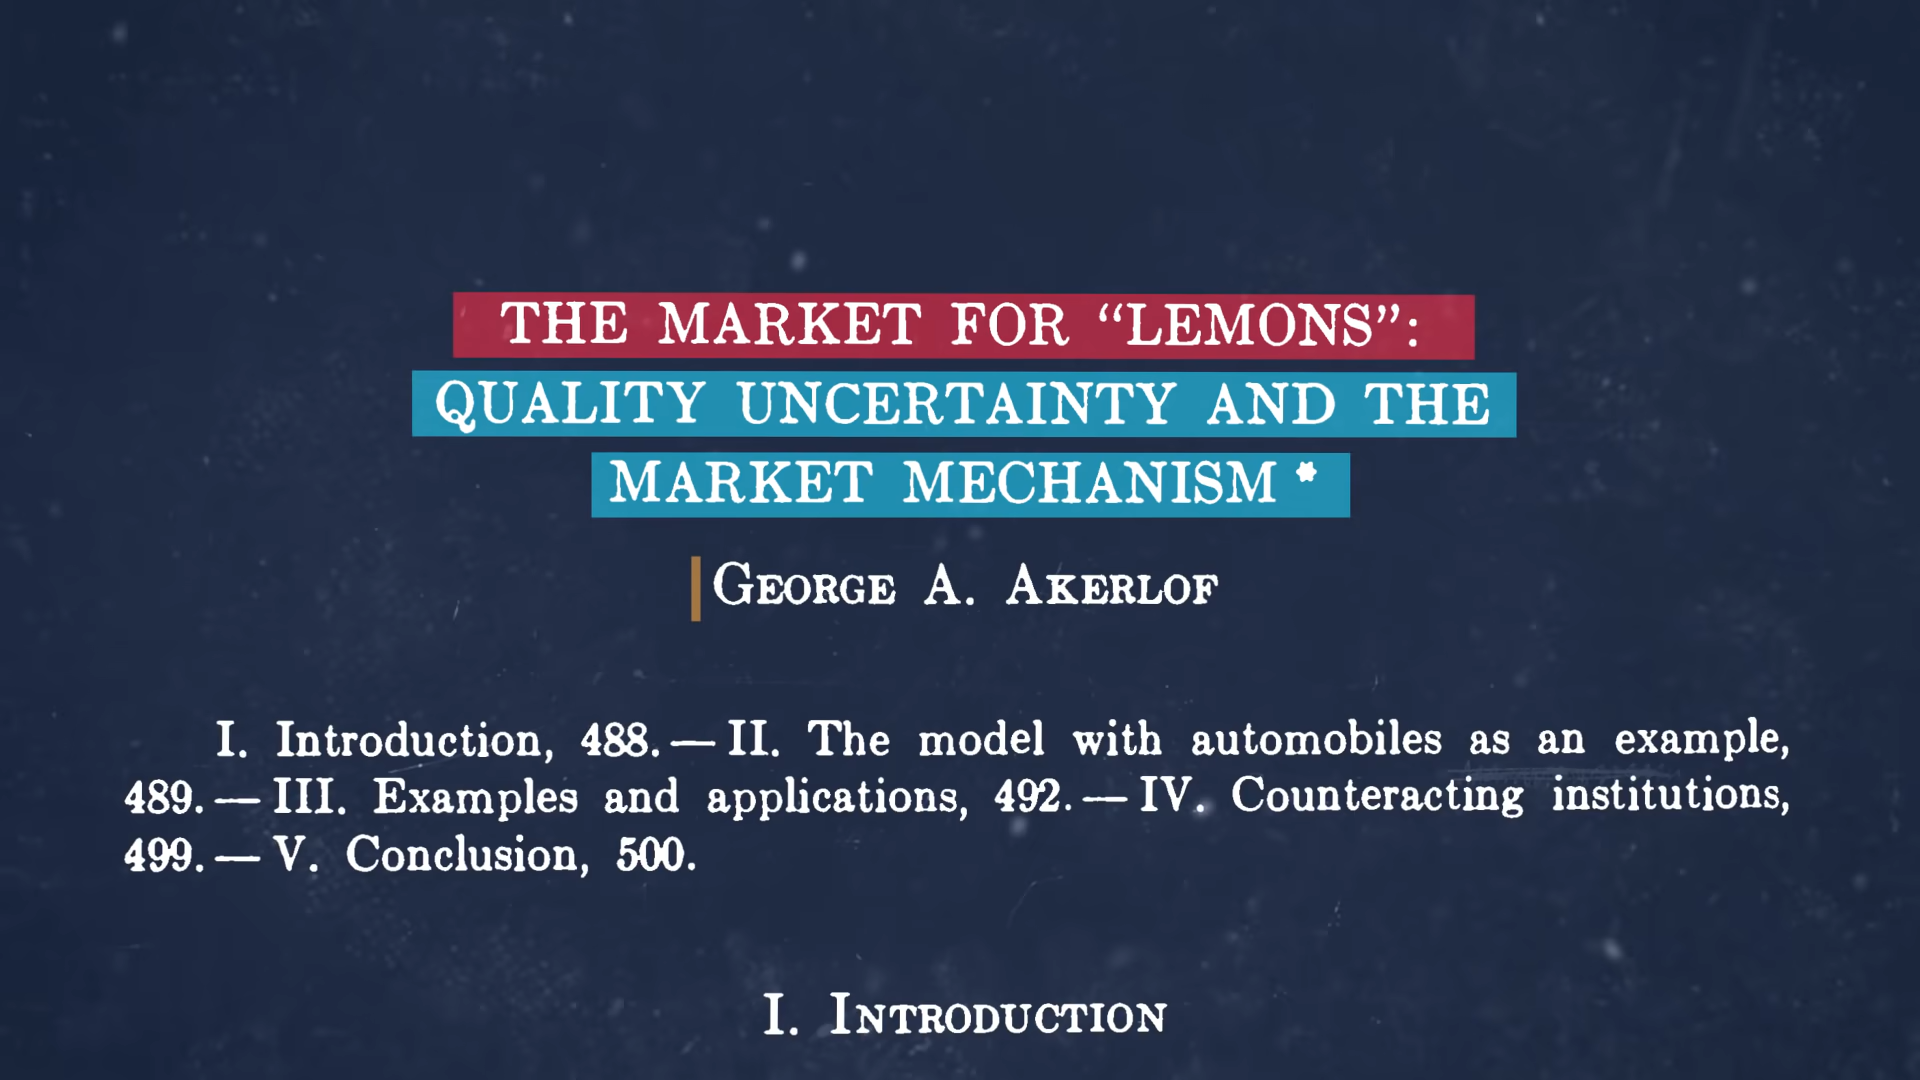 THE MARKET FOR “LEMONS”:
QUALITY UNCERTAINTY AND THE
MARKET MECHANISM *
GEORGE A. AKERLOF
I. Introduction, 488. — II. The model with automobiles as an example,
489. — III. Examples and applications, 492. — IV. Counteracting institutions,
499. — V. Conclusion, 500.
I. INTRODUCTION